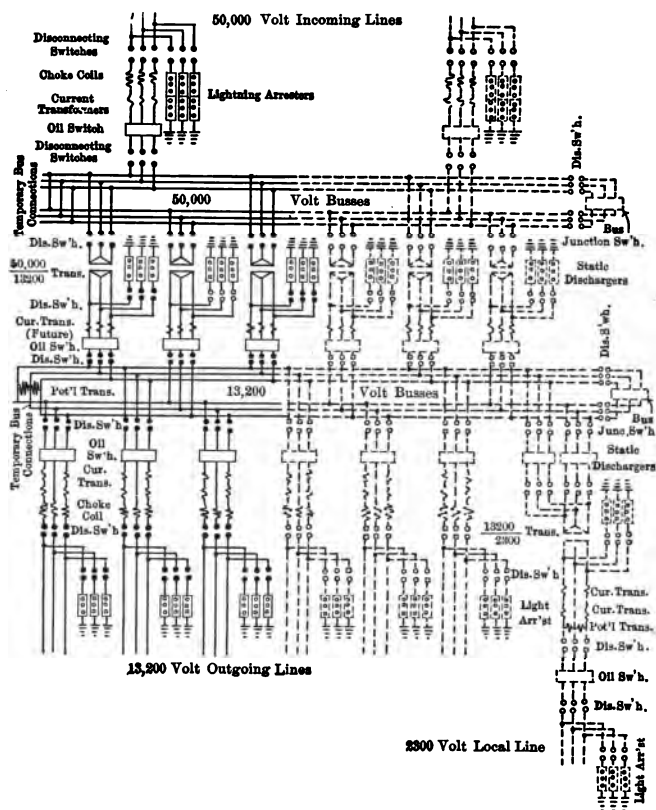 50,000 Volt Incoming Lines
Disconnecting
Switches
Choke Coils
Current
Transformers
Lightning Arresters
Oil Switch
Disconnecting
Switches
Dis. Sw'h.
Temporary Bus
Connections
50,000 Volt Busses
Bus
Junction Sw'h.
Dis. Sw'h.
50,000
13200
Trans.
Static
Dischargers
Dis. Sw'h.
Cur. Trans.
(Future)
Oil Sw'h.
Dis. Sw'h.
Dis. Sw'h.
Pot'l Trans.
13,200 Volt Busses
Bus
Junc. Sw'h
Temporary Bus
Connections
Dis. Sw'h
Oil
Sw'h.
Cur.
Trans.
Static
Dischargers
Choke
Coil
Dis. Sw'h
13200
2300
Trans.
Dis. Sw'h
Light
Arr'st
Cur. Trans.
Cur. Trans.
Pot'l Trans.
Dis. Sw'h.
13,200 Volt Outgoing Lines
Oil Sw'h.
Dis. Sw'h.
2300 Volt Local Line
Light Arr'st